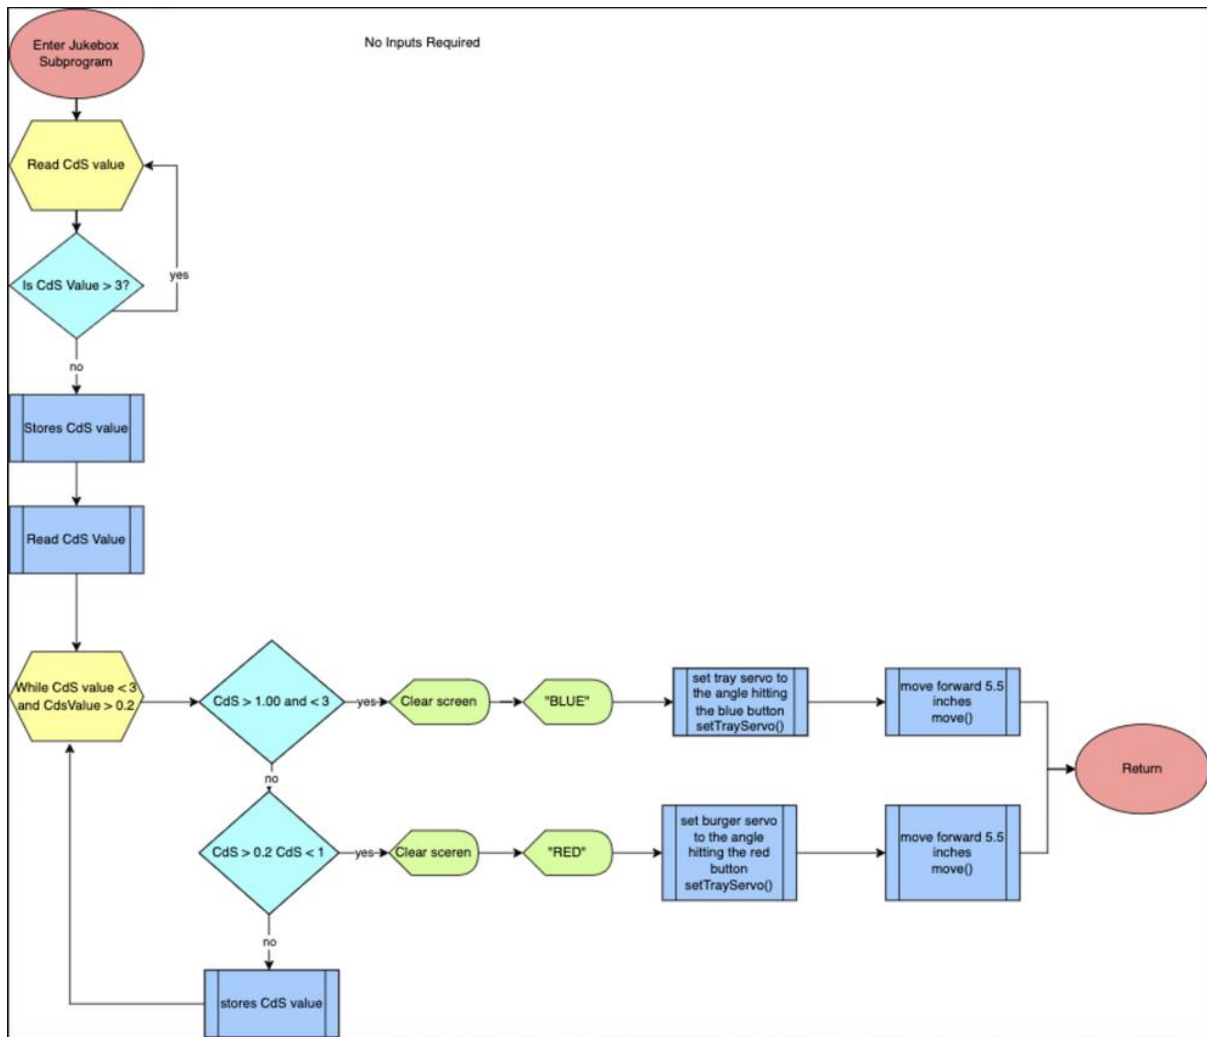 Enter Jukebox
Subprogram
No Inputs Required
Read CdS value
Is CdS Value > 3?
yes
no
Stores CdS value
Read CdS Value
While CdS value < 3
and CdsValue > 0.2
CdS > 1.00 and < 3
yes
Clear screen
"BLUE"
set tray servo to
the angle hitting
the blue button
setTrayServo()
move forward 5.5
inches
move()
Return
no
CdS > 0.2 CdS < 1
yes
Clear sceren
"RED"
set burger servo
to the angle
hitting the red
button
setTrayServo()
move forward 5.5
inches
move()
no
stores CdS value